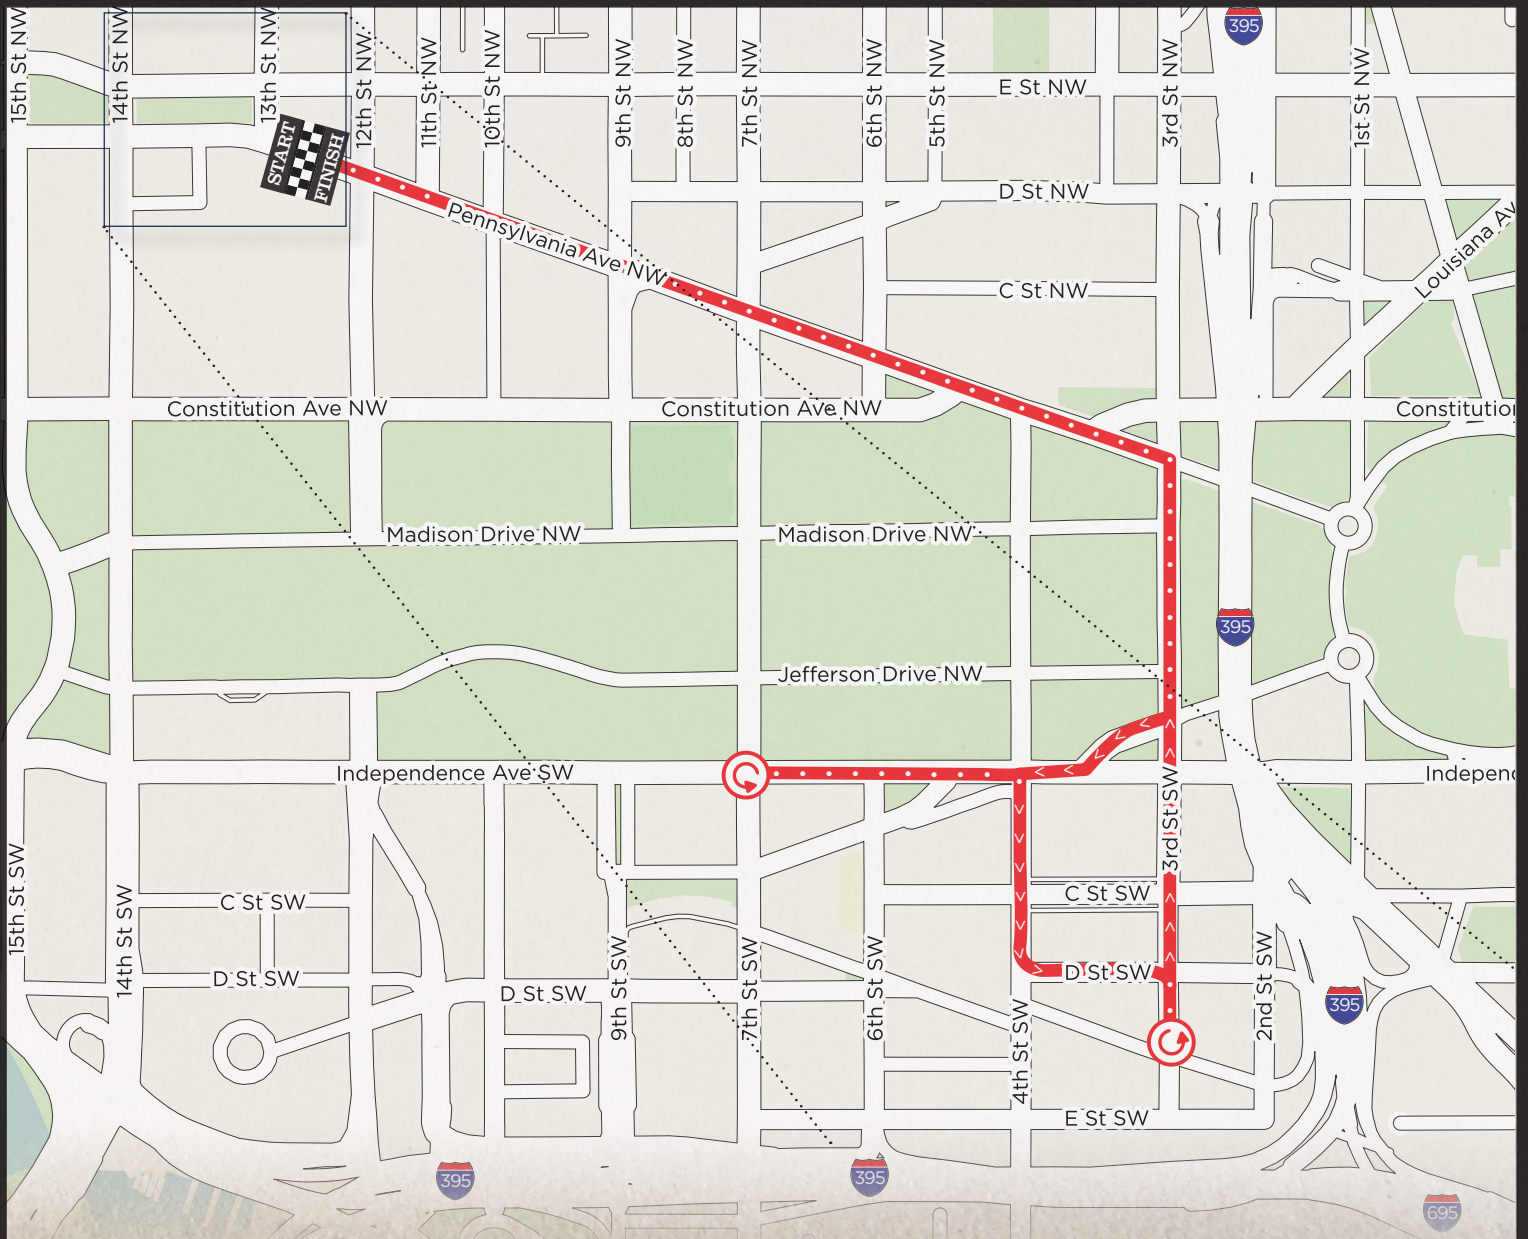 15th St NW
14th St NW
13th St NW
12th St NW
11th St NW
10th St NW
9th St NW
8th St NW
7th St NW
6th St NW
5th St NW
3rd St NW
1st St NW
395
E St NW
START
FINISH
D St NW
Pennsylvania Ave NW
Louisiana Av
C St NW
Constitution Ave NW
Constitution Ave NW
Constitution
Madison Drive NW
Madison Drive NW
395
Jefferson Drive NW
Independence Ave SW
Independ
3rd St SW
15th St SW
14th St SW
C St SW
C St SW
D St SW
D St SW
D St SW
9th St SW
7th St SW
6th St SW
4th St SW
2nd St SW
395
E St SW
395
395
695